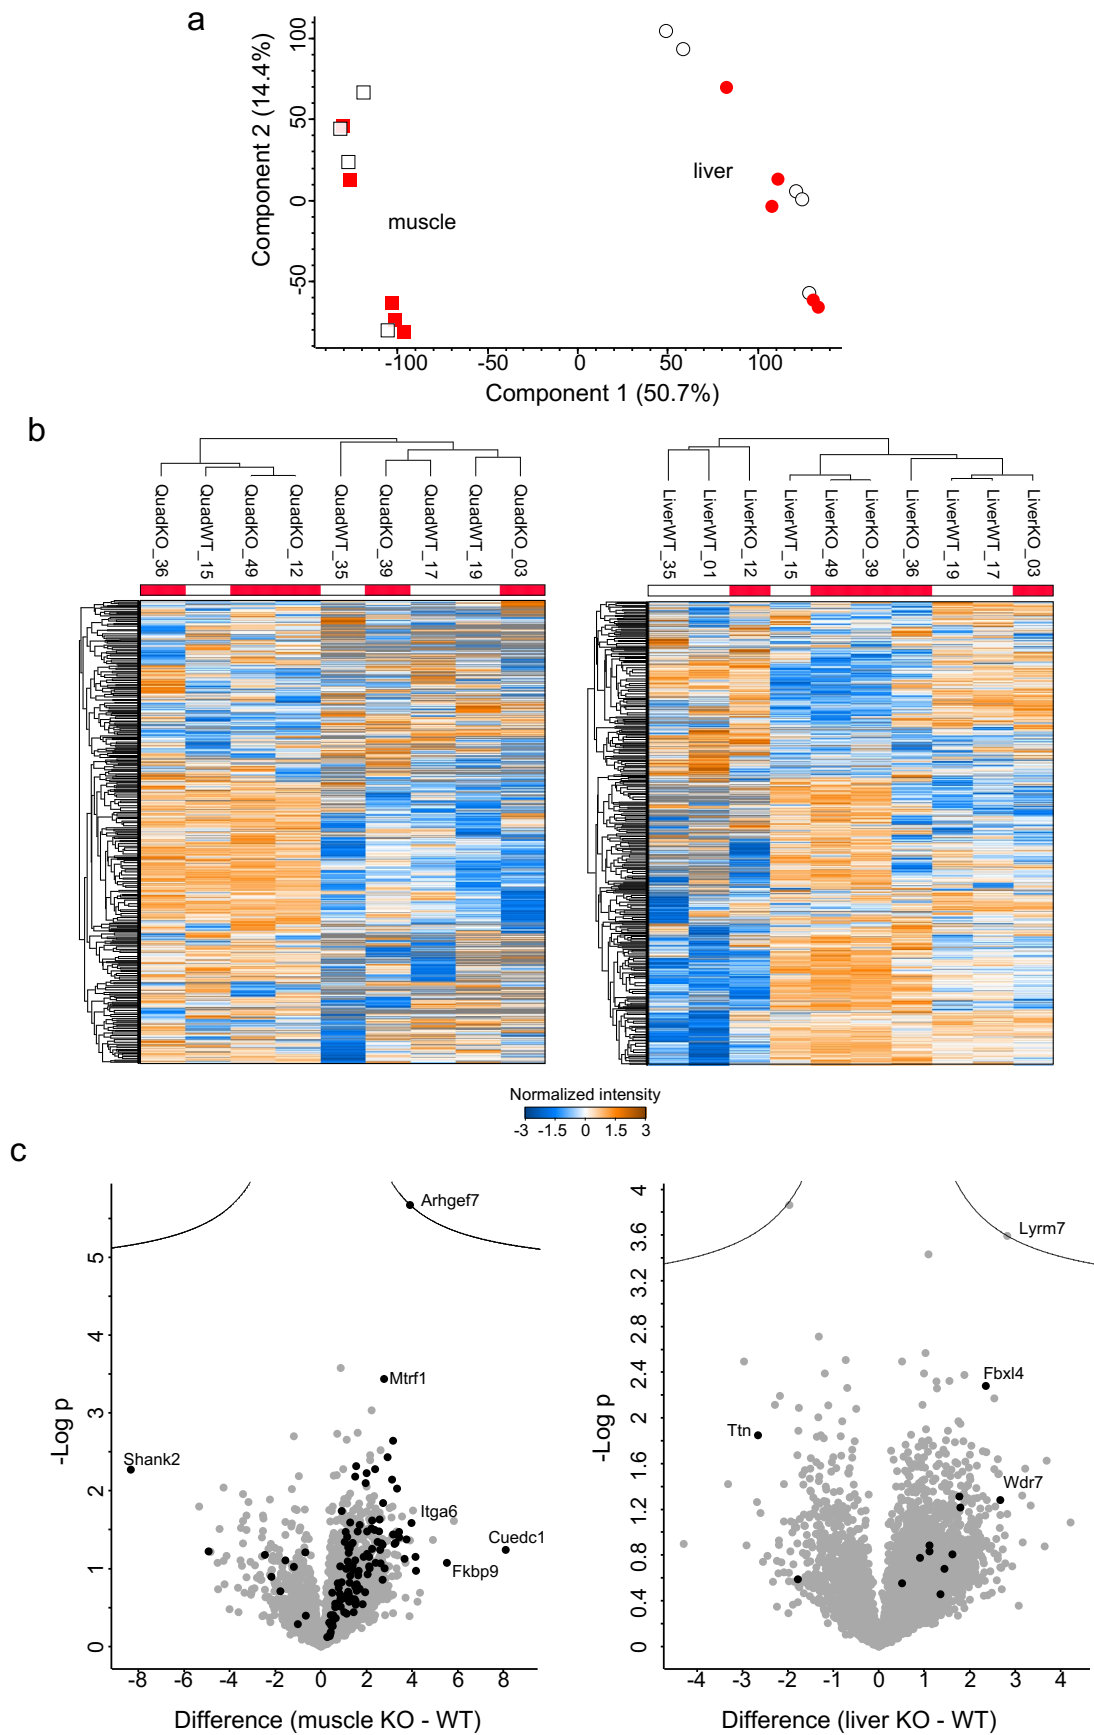 a
Component 2 (14.4%)
100
50
0
-50
liver
muscle
-100
-50
0
50
100
Component 1 (50.7%)
b
QuadKO_36
QuadWT_15
QuadKO_49
QuadKO_12
QuadWT_35
QuadKO_39
QuadWT_17
QuadWT_19
QuadKO_03
LiverWT_35
LiverWT_01
LiverKO_12
LiverWT_15
LiverKO_49
LiverKO_39
LiverKO_36
LiverWT_19
LiverWT_17
LiverKO_03
Normalized intensity
-3 -1.5 0 1.5 3
c
-Log p
5
4
3
2
1
0
Arhgef7
Mtrf1
Shank2
Itga6
Cuedc1
Fkbp9
-8 -6 -4 -2 0 2 4 6 8
Difference (muscle KO - WT)
-Log p
4
3.6
3.2
2.8
2.4
2
1.6
1.2
0.8
0.4
0
Lyrm7
Fbxl4
Ttn
Wdr7
-4 -3 -2 -1 0 1 2 3 4
Difference (liver KO - WT)